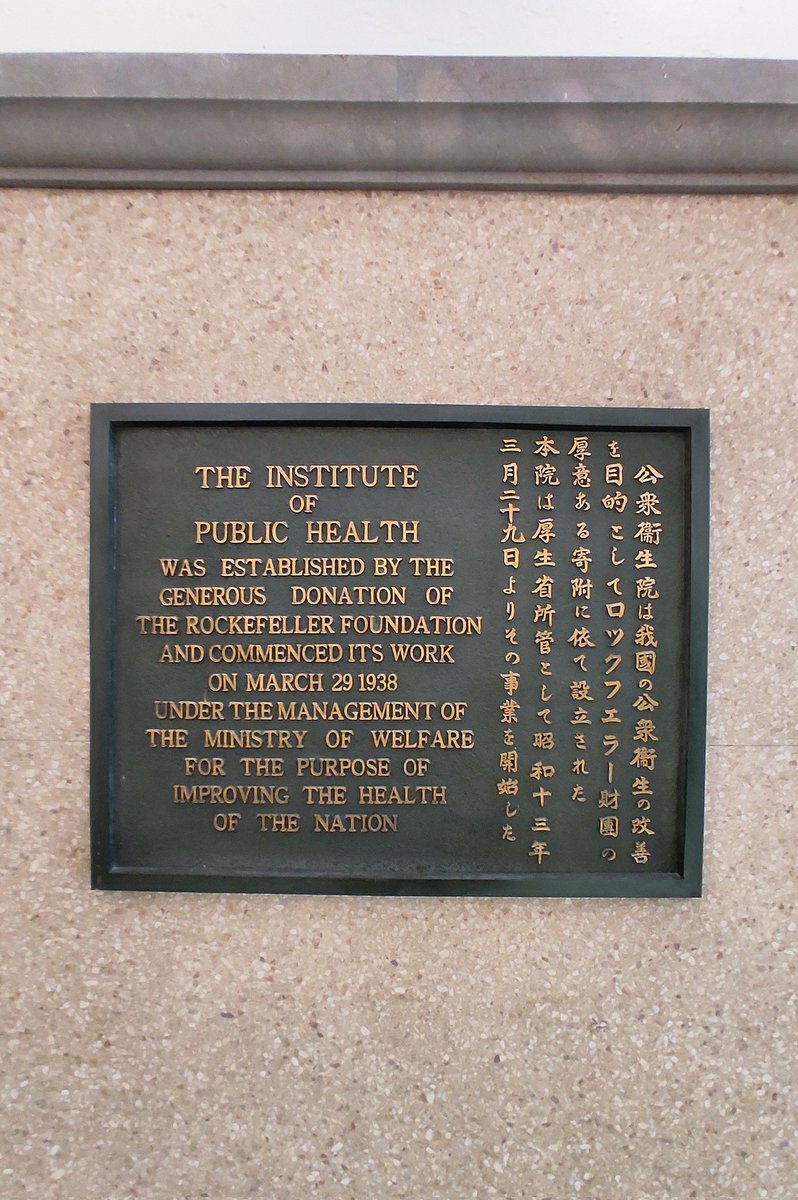 THE INSTITUTE
OF
PUBLIC HEALTH
WAS ESTABLISHED BY THE
GENEROUS DONATION OF
THE ROCKEFELLER FOUNDATION
AND COMMENCED ITS WORK
ON MARCH 29 1938
UNDER THE MANAGEMENT OF
THE MINISTRY OF WELFARE
FOR THE PURPOSE OF
IMPROVING THE HEALTH
OF THE NATION
公衆衞生院は我國の公衆衞生の改善
を目的としてロックフエラー財團の
厚意ある寄附に依て設立された
本院は厚生省所管として昭和十三年
三月二十九日よりその事業を開始した